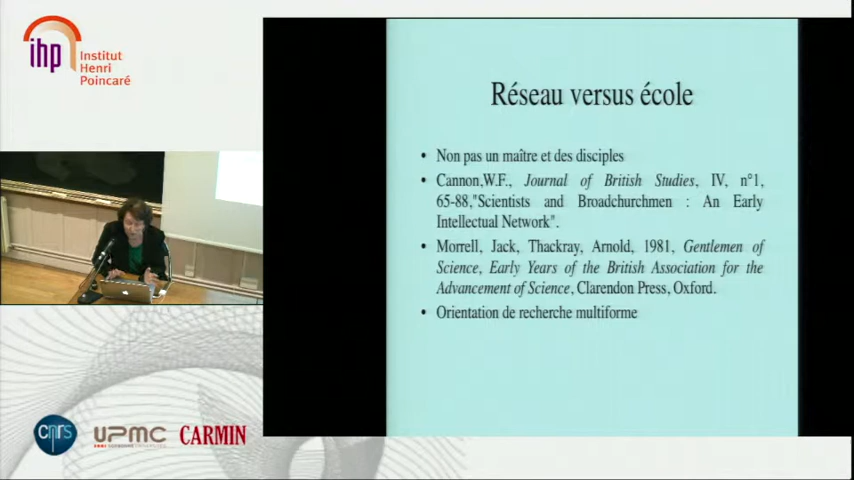 ihp
Institut
Henri
Poincaré
Réseau versus école
• Non pas un maître et des disciples
• Cannon,W.F., Journal of British Studies, IV, n°1,
65-88,"Scientists and Broadchurchmen : An Early
Intellectual Network".
• Morrell, Jack, Thackray, Arnold, 1981, Gentlemen of
Science, Early Years of the British Association for the
Advancement of Science, Clarendon Press, Oxford.
• Orientation de recherche multiforme
cnrs
UPMC
CARMIN